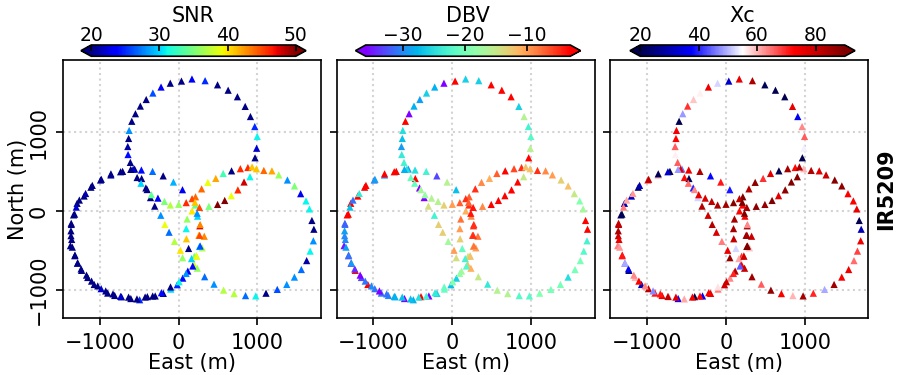 SNR DBV Xc
20 30 40 50 −30 −20 −10 20 40 60 80
North (m)
1000
0
−1000
IR5209
−1000 0 1000 −1000 0 1000 −1000 0 1000
East (m) East (m) East (m)